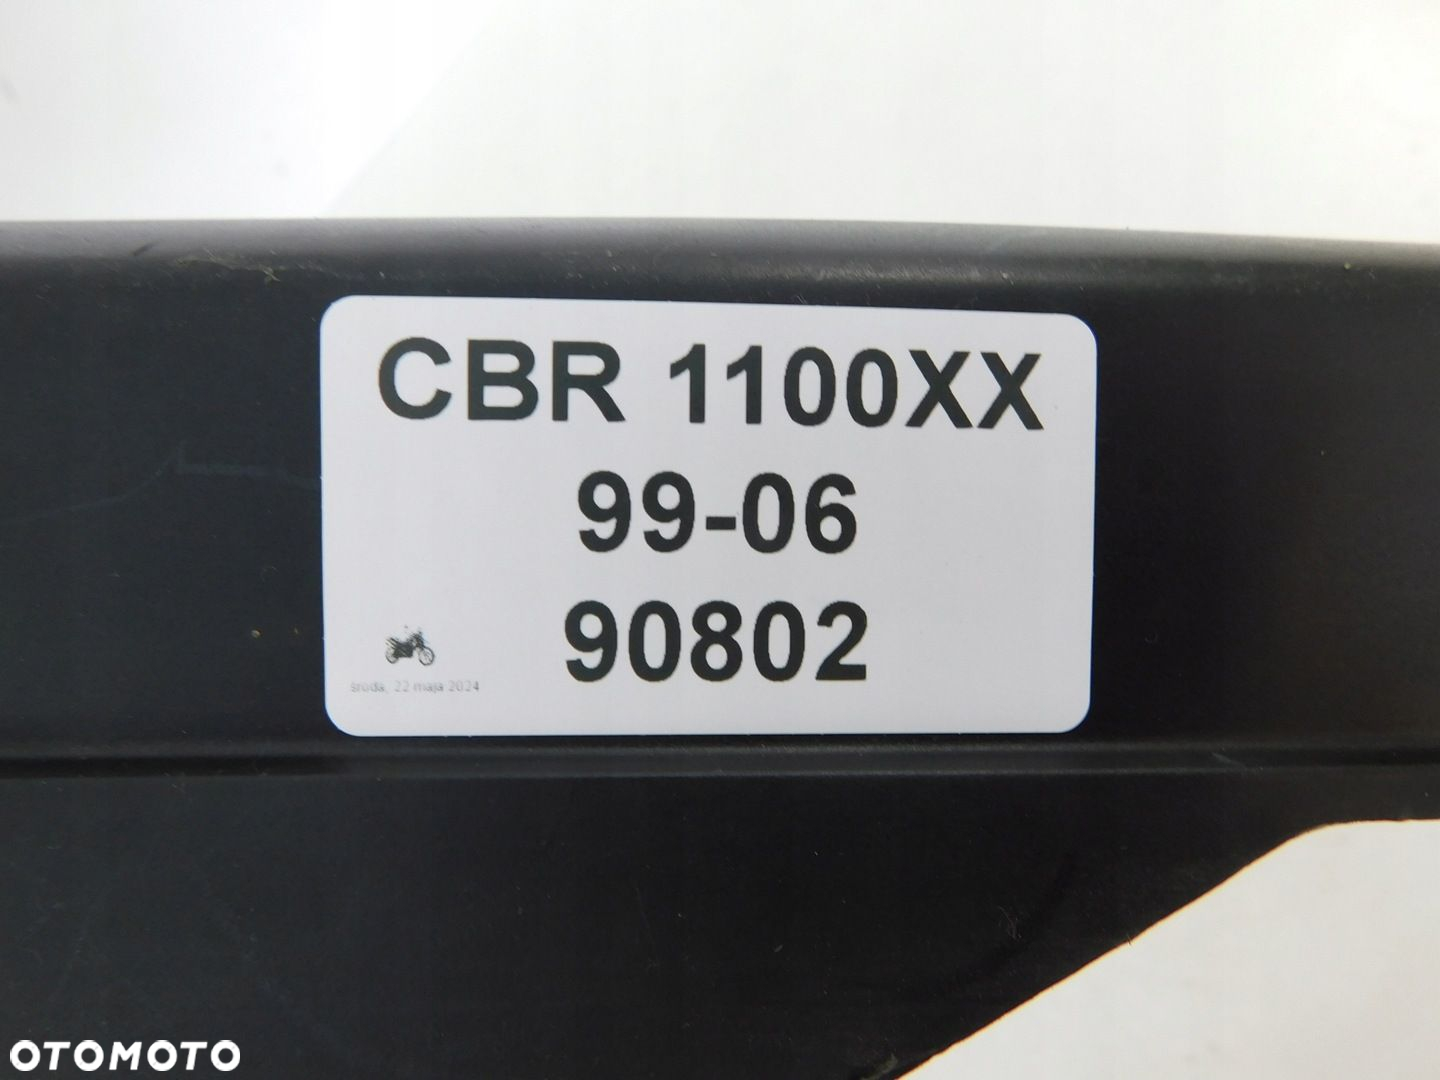 CBR 1100XX
99-06
90802
środa, 22 maja 2024
OTOMOTO